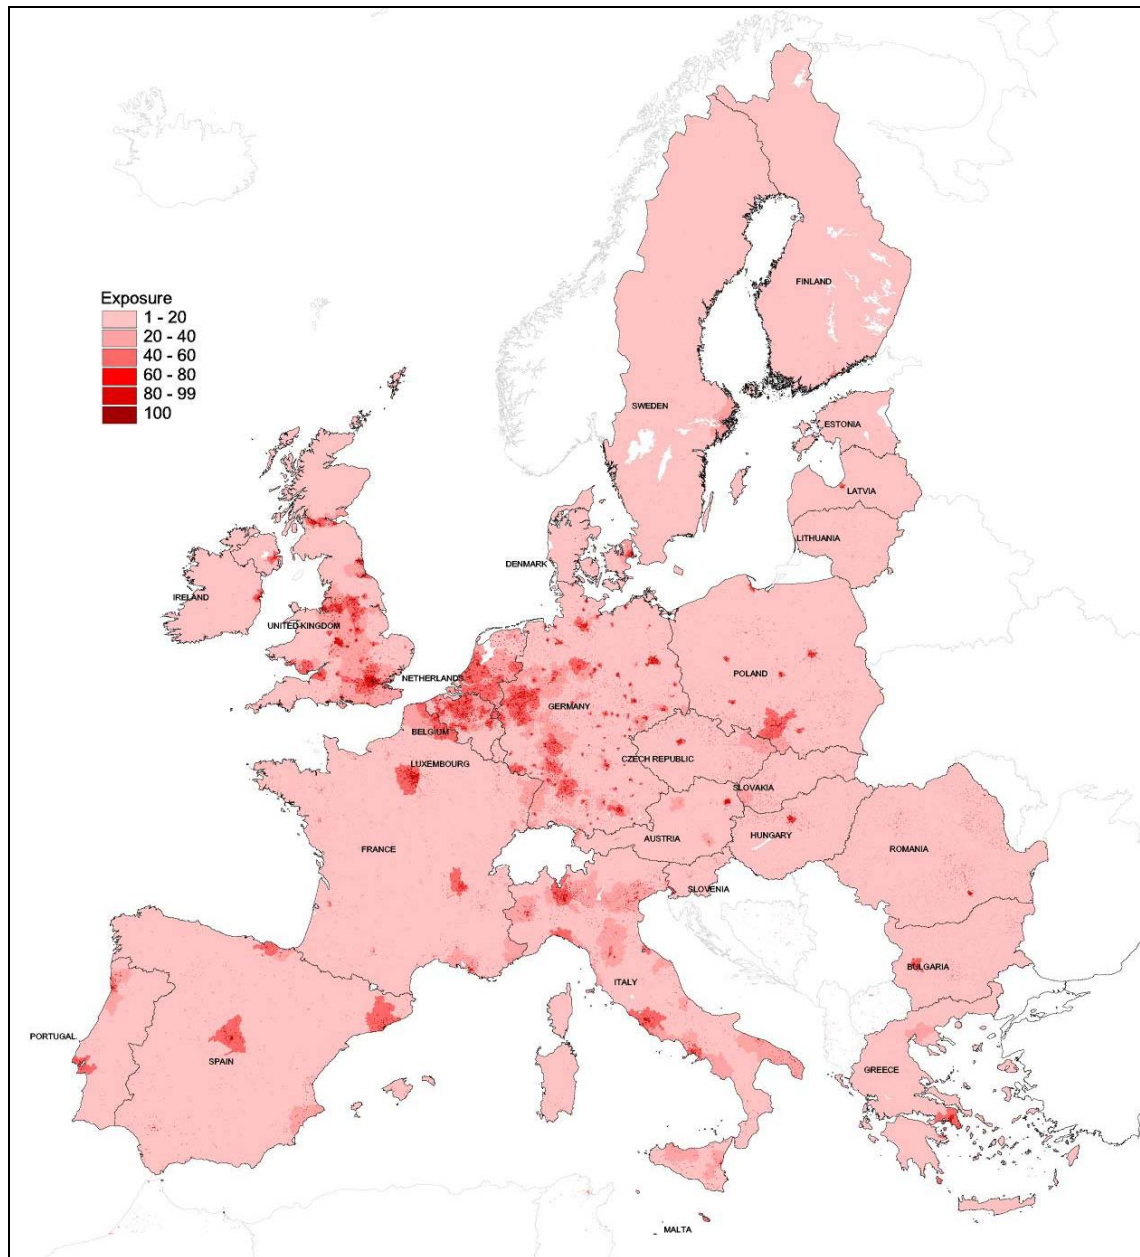 Exposure
1 - 20
20 - 40
40 - 60
60 - 80
80 - 99
100
FINLAND
SWEDEN
ESTONIA
LATVIA
LITHUANIA
DENMARK
IRELAND
UNITED KINGDOM
NETHERLANDS
POLAND
GERMANY
BELGIUM
CZECH REPUBLIC
LUXEMBOURG
SLOVAKIA
AUSTRIA
HUNGARY
FRANCE
ROMANIA
SLOVENIA
BULGARIA
ITALY
PORTUGAL
SPAIN
GREECE
MALTA